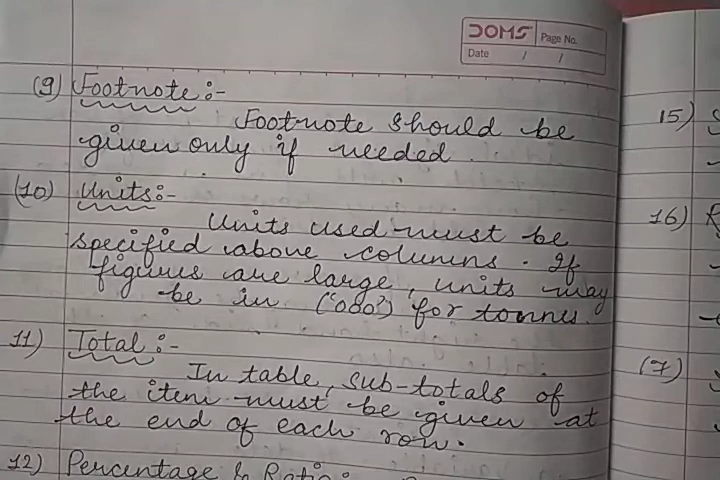 DOMS Page No.
Date / /
(9) Footnote:-
Footnote should be
given only if needed.
(10) Units:-
Units used must be
specified above columns. If
figures are large, units may
be in ('000') for tonnes.
11) Total:-
In table, sub-totals of
the item must be given at
the end of each row.
12) Percentage & Ratio:-
15)
16)
(7)